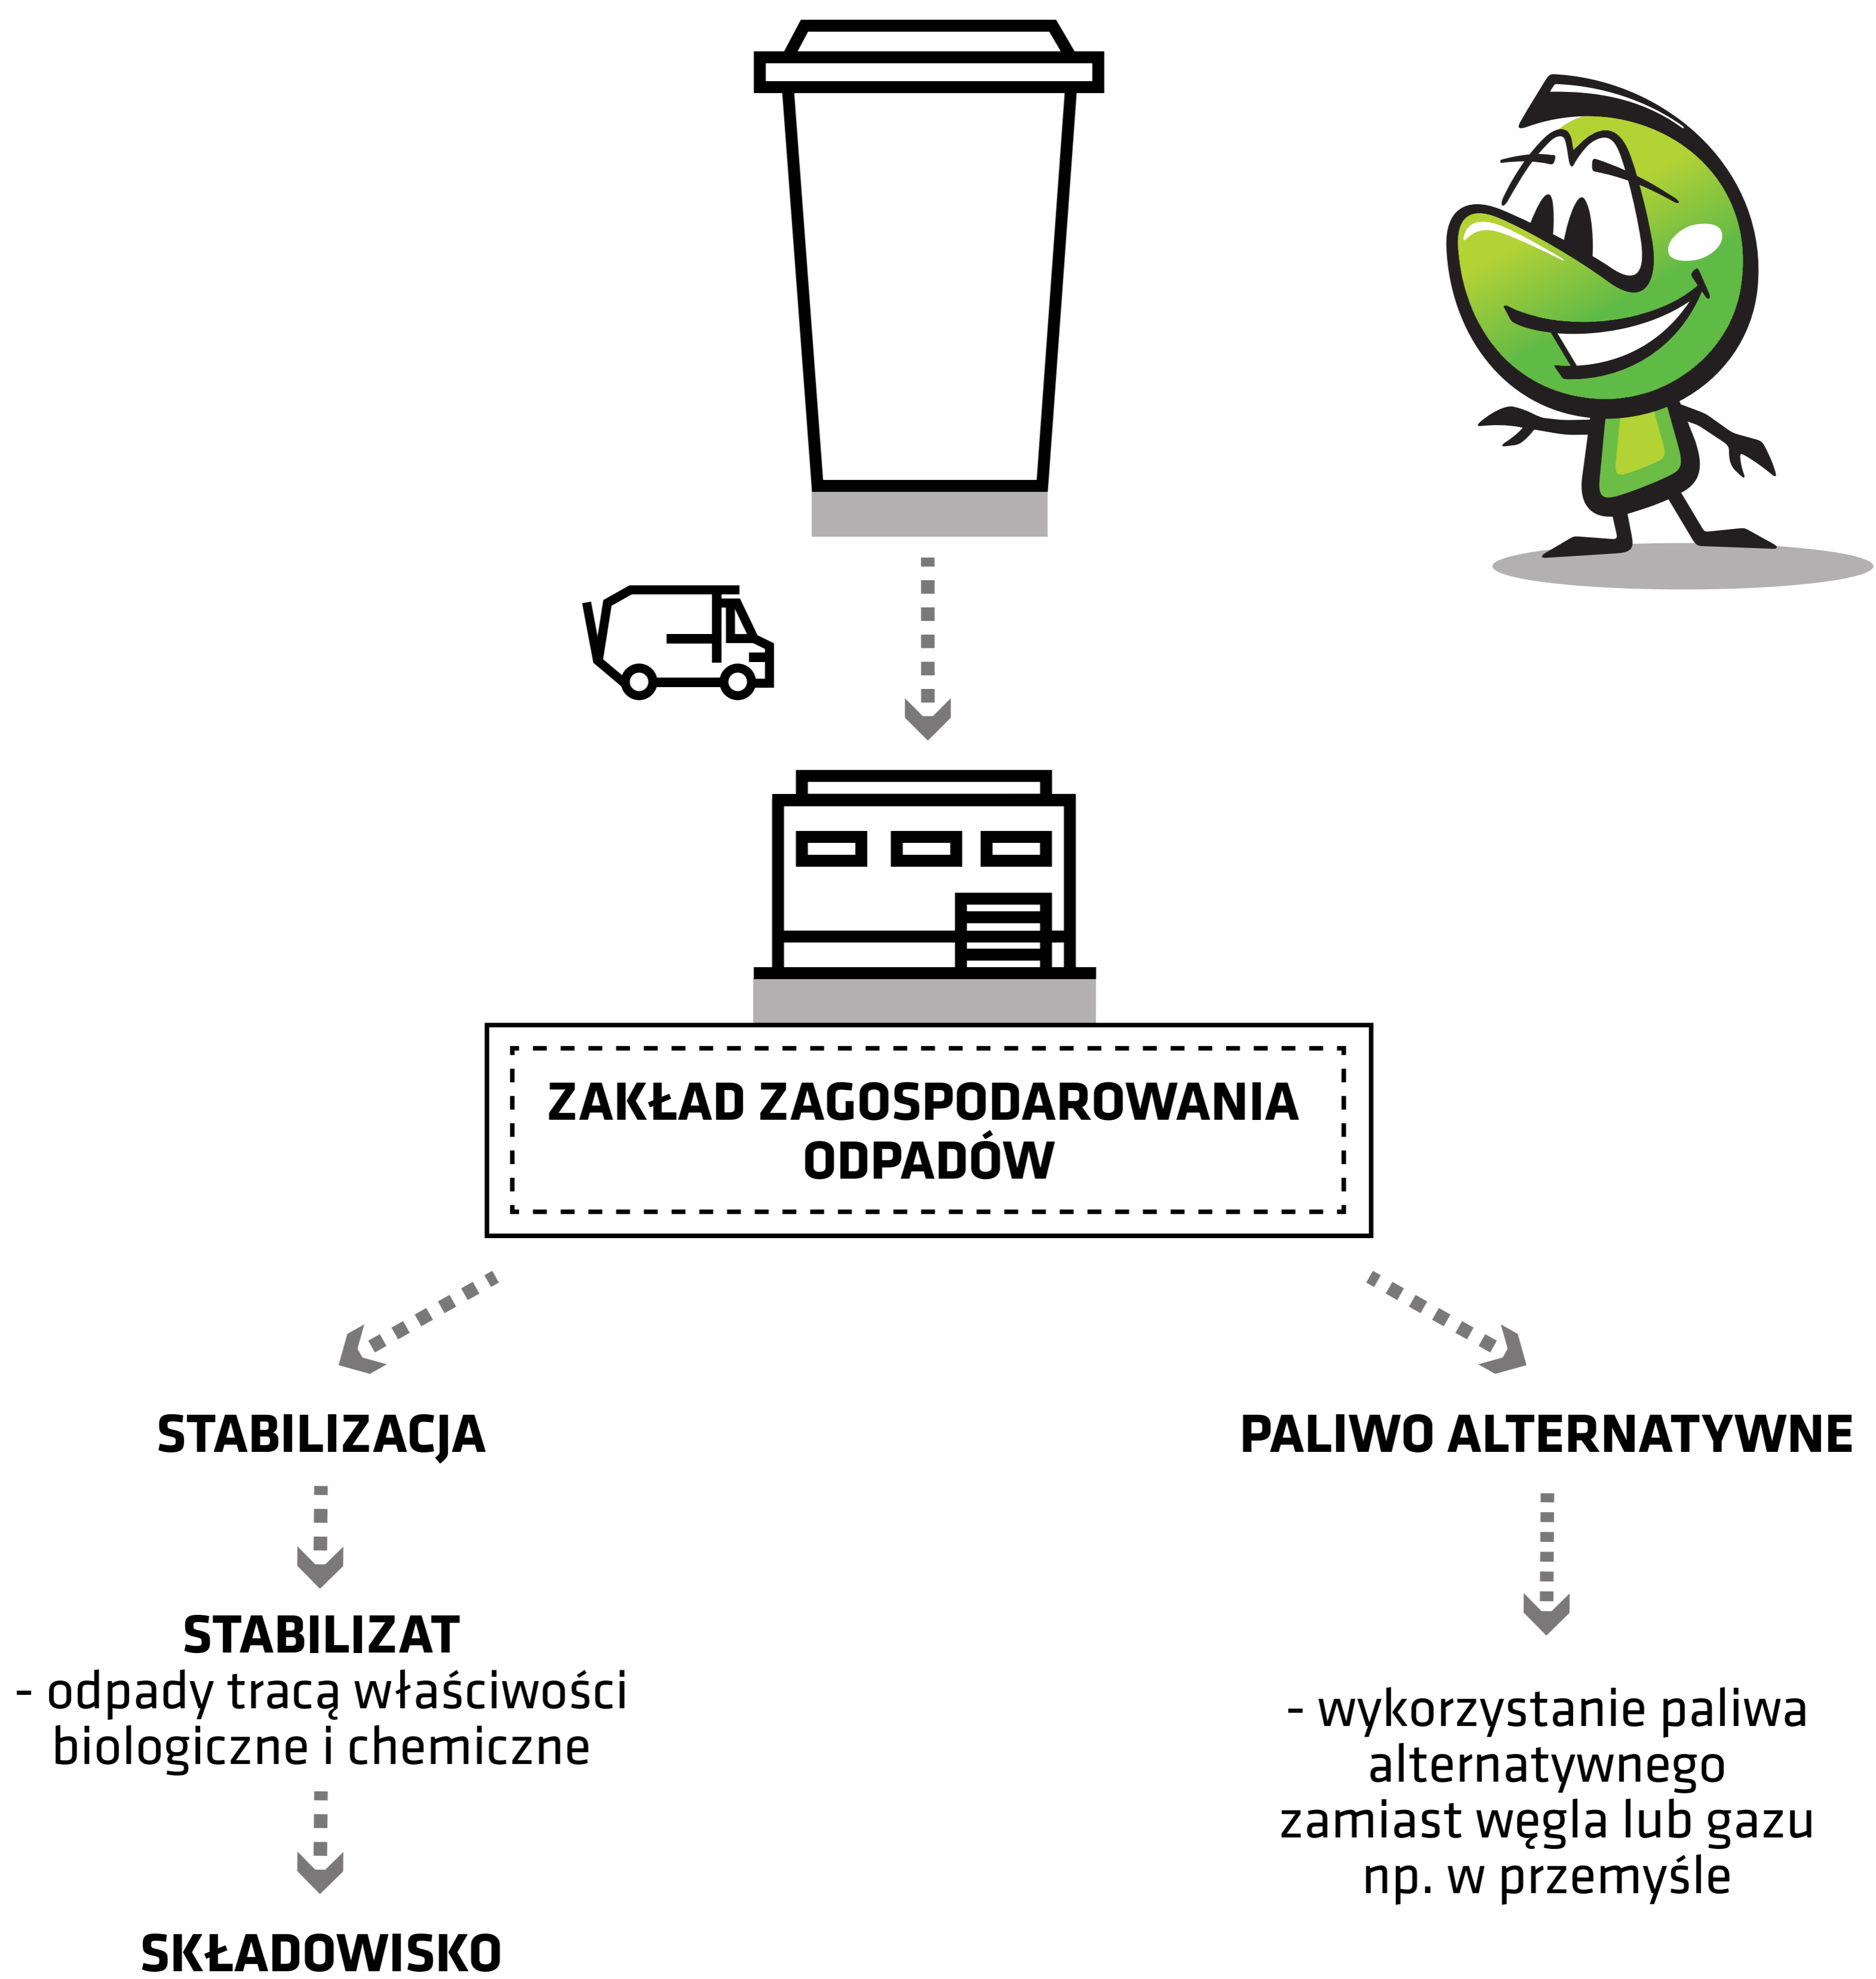 ZAKŁAD ZAGOSPODAROWANIA
ODPADÓW
STABILIZACJA
STABILIZAT
- odpady tracą właściwości
biologiczne i chemiczne
SKŁADOWISKO
PALIWO ALTERNATYWNE
- wykorzystanie paliwa
alternatywnego
zamiast węgla lub gazu
np. w przemyśle